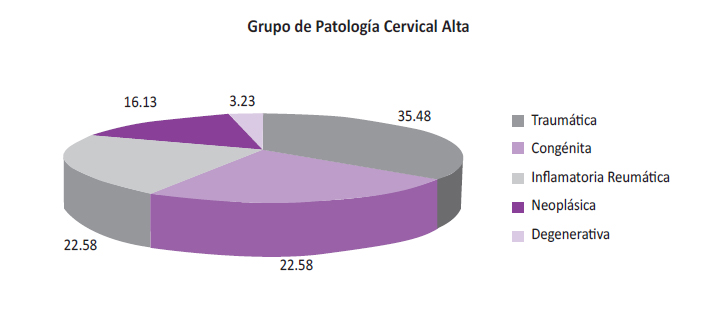 Grupo de Patología Cervical Alta
16.13
3.23
35.48
22.58
22.58
Traumática
Congénita
Inflamatoria Reumática
Neoplásica
Degenerativa